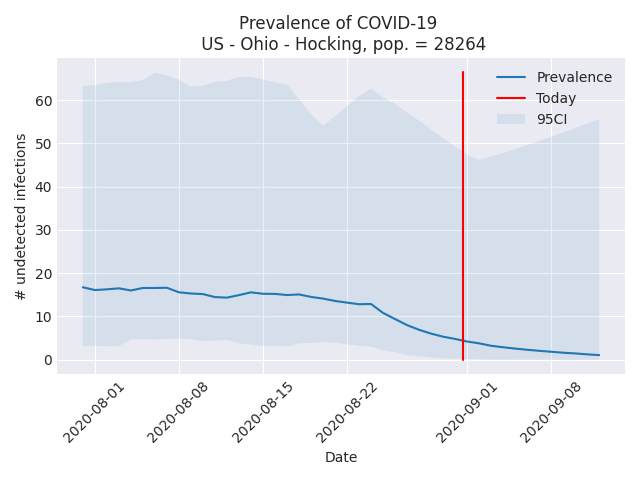 Prevalence of COVID-19
US - Ohio - Hocking, pop. = 28264
Prevalence
Today
95CI
# undetected infections
60
50
40
30
20
10
0
2020-08-01
2020-08-08
2020-08-15
2020-08-22
2020-09-01
2020-09-08
Date